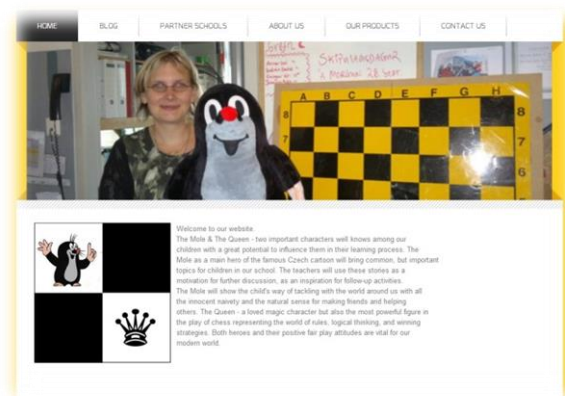 HOME BLOG PARTNER SCHOOLS ABOUT US OUR PRODUCTS CONTACT US
A B C D E F G H
8 8
7 7
6
Welcome to our website.
The Mole & The Queen - two important characters well knows among our
children with a great potential to influence them in their learning process. The
Mole as a main hero of the famous Czech cartoon will bring common, but important
topics for children in our school. The teachers will use these stories as a
motivation for further discussion, as an inspiration for follow-up activities.
The Mole will show the child's way of tackling with the world around us with all
the innocent naivety and the natural sense for making friends and helping
others. The Queen - a loved magic character but also the most powerful figure in
the play of chess representing the world of rules, logical thinking, and winning
strategies. Both heroes and their positive fair play attitudes are vital for our
modern world.